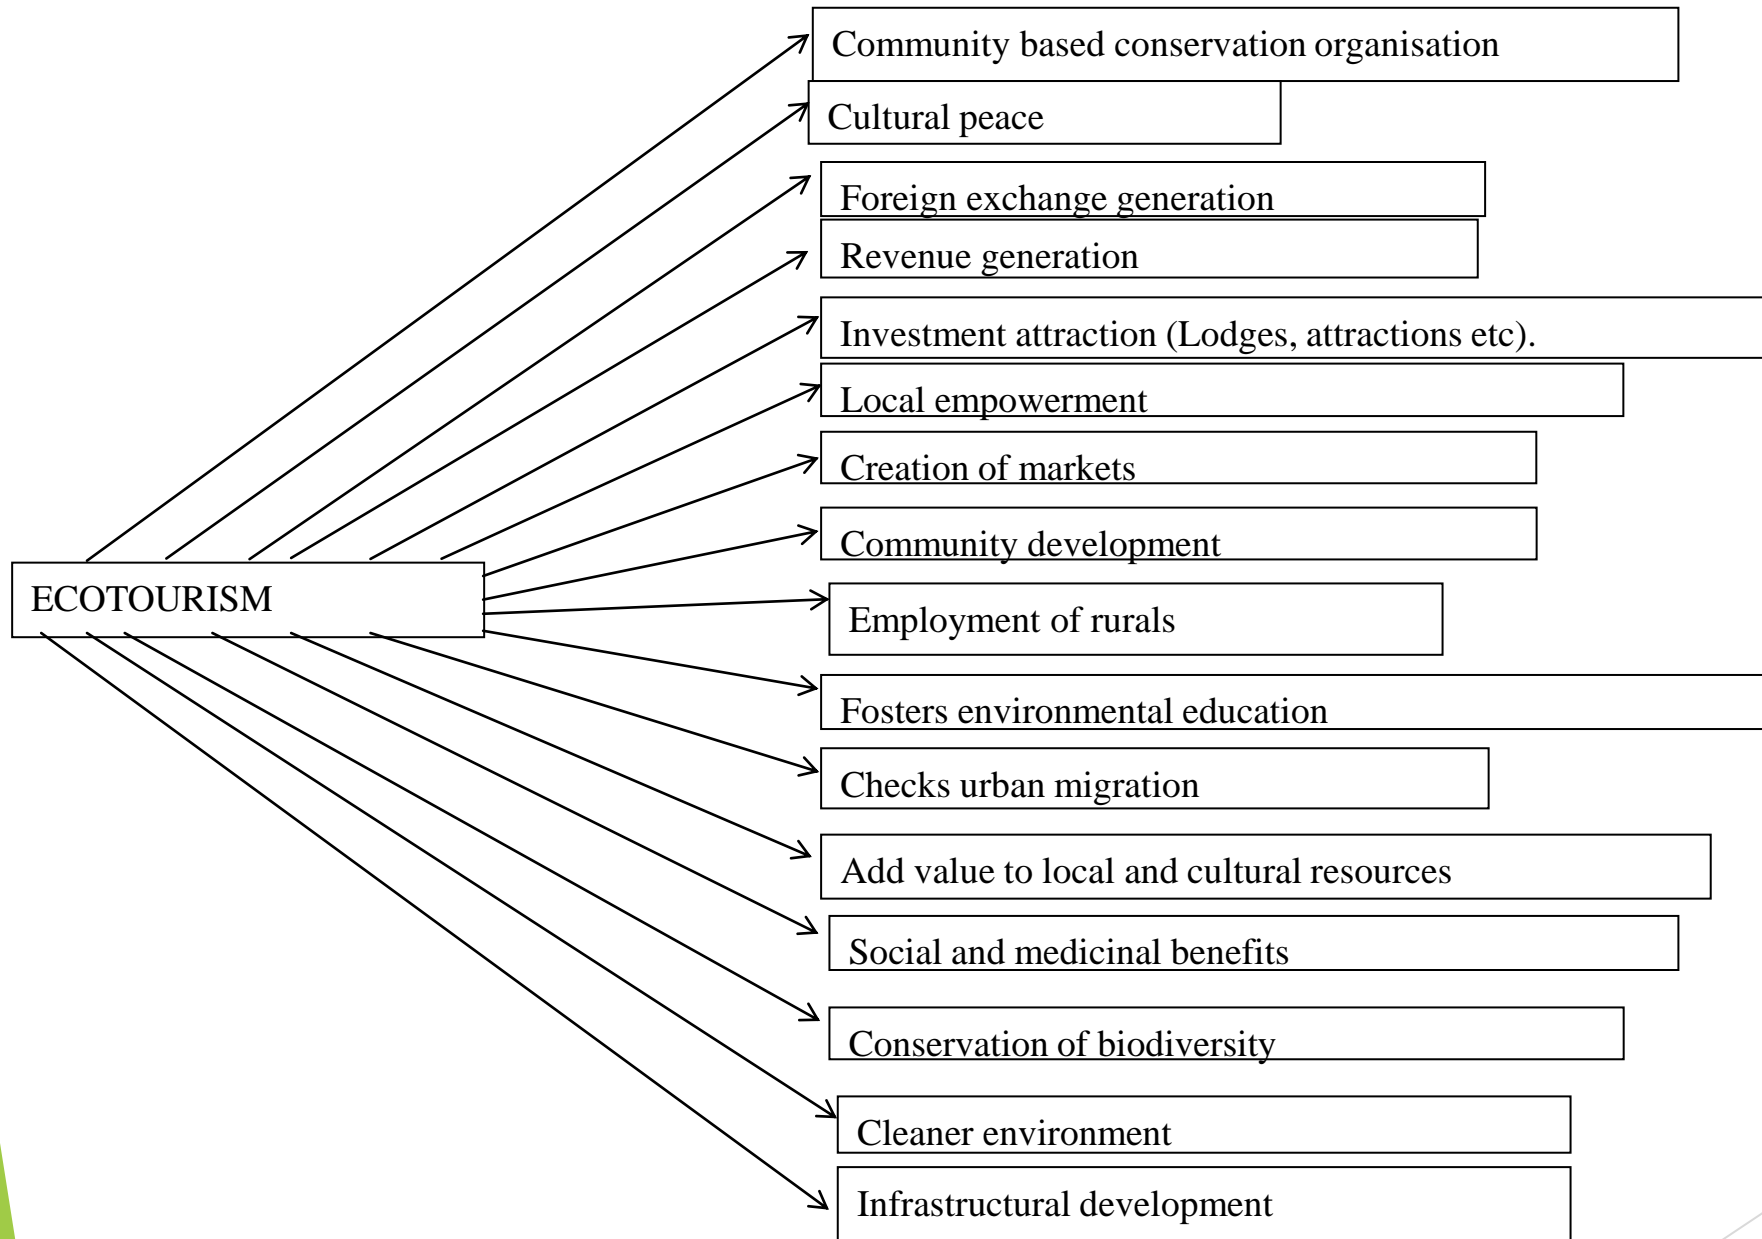 Community based conservation organisation
Cultural peace
Foreign exchange generation
Revenue generation
Investment attraction (Lodges, attractions etc).
Local empowerment
Creation of markets
Community development
ECOTOURISM
Employment of rurals
Fosters environmental education
Checks urban migration
Add value to local and cultural resources
Social and medicinal benefits
Conservation of biodiversity
Cleaner environment
Infrastructural development